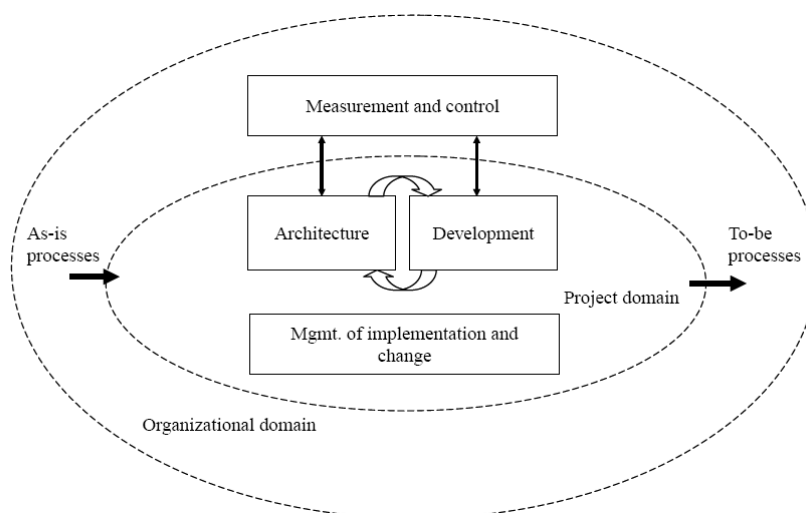 Measurement and control
Architecture
Development
As-is
processes
To-be
processes
Project domain
Mgmt. of implementation and
change
Organizational domain